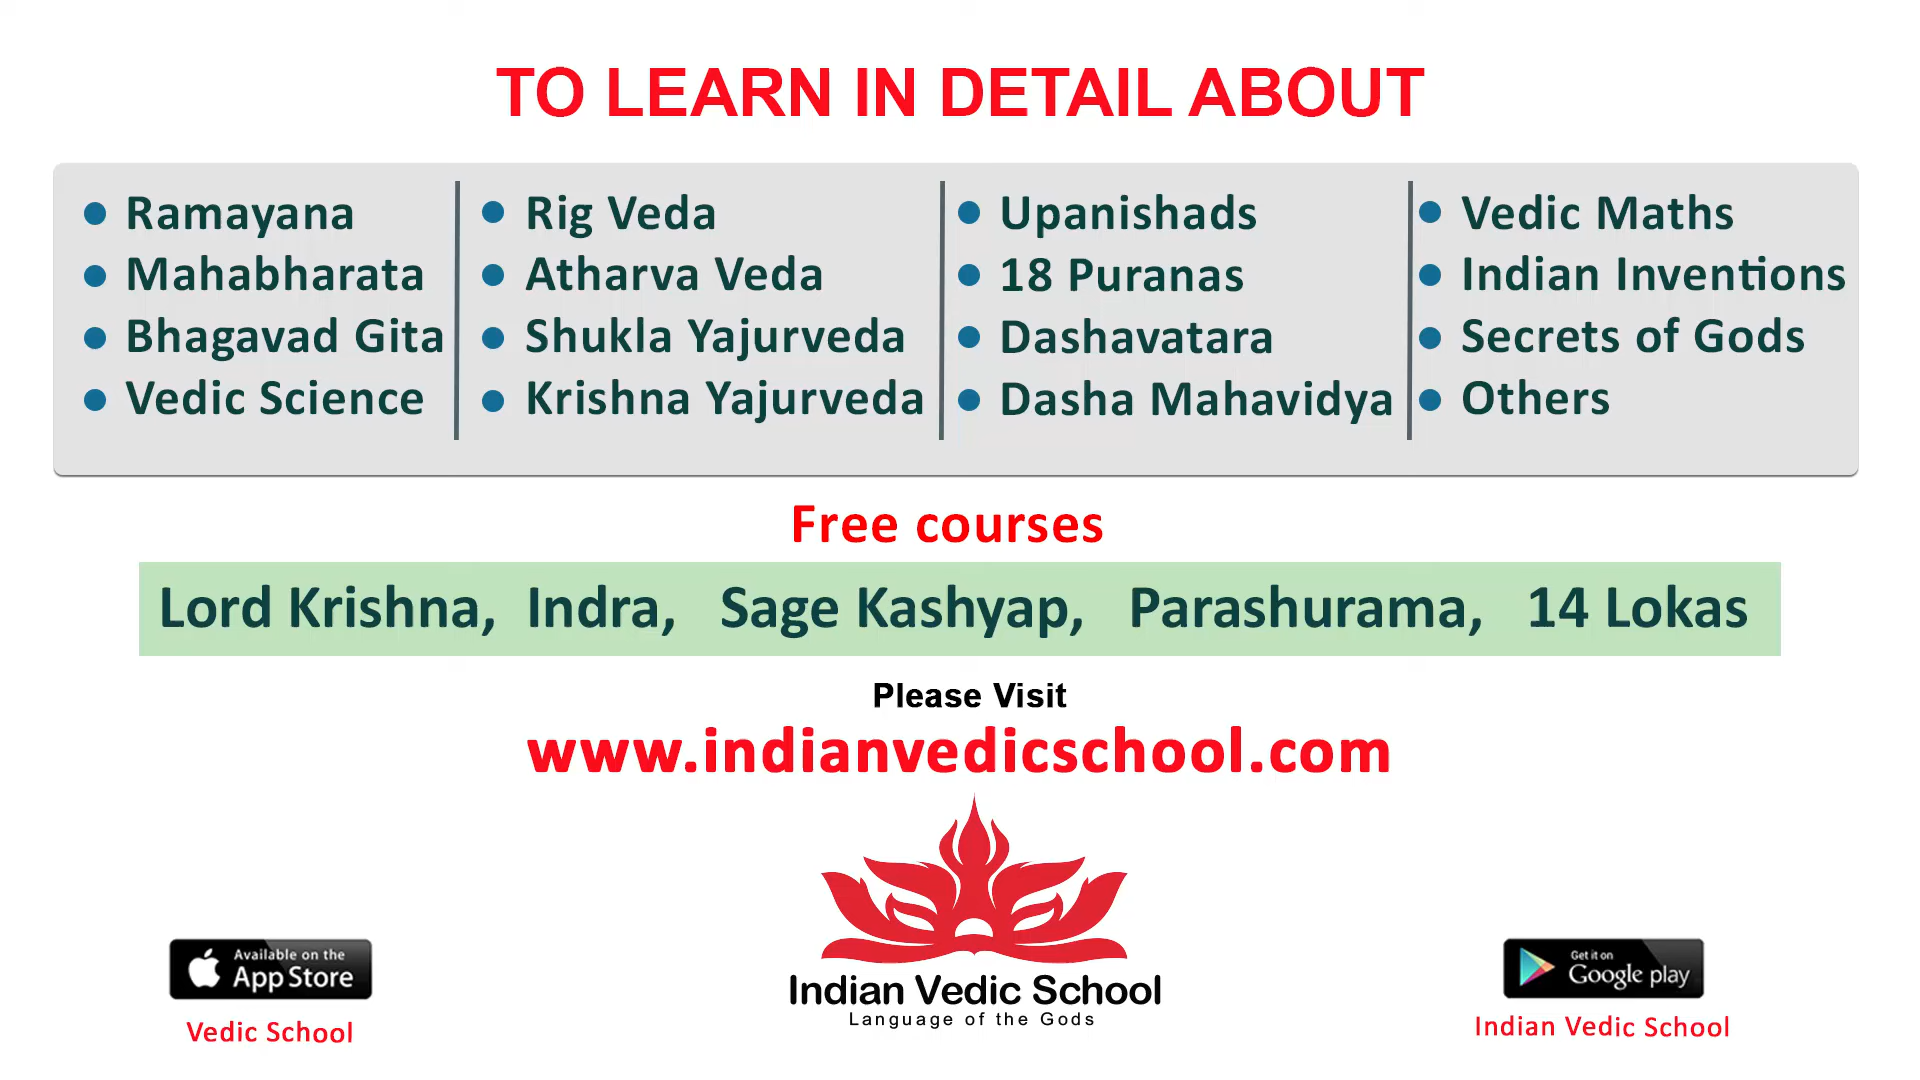 TO LEARN IN DETAIL ABOUT
Ramayana
Mahabharata
Bhagavad Gita
Vedic Science
Rig Veda
Atharva Veda
Shukla Yajurveda
Krishna Yajurveda
Upanishads
18 Puranas
Dashavatara
Dasha Mahavidya
Vedic Maths
Indian Inventions
Secrets of Gods
Others
Free courses
Lord Krishna, Indra, Sage Kashyap, Parashurama, 14 Lokas
Please Visit
www.indianvedicschool.com
Indian Vedic School
Language of the Gods
Available on the
App Store
Vedic School
Get it on
Google play
Indian Vedic School